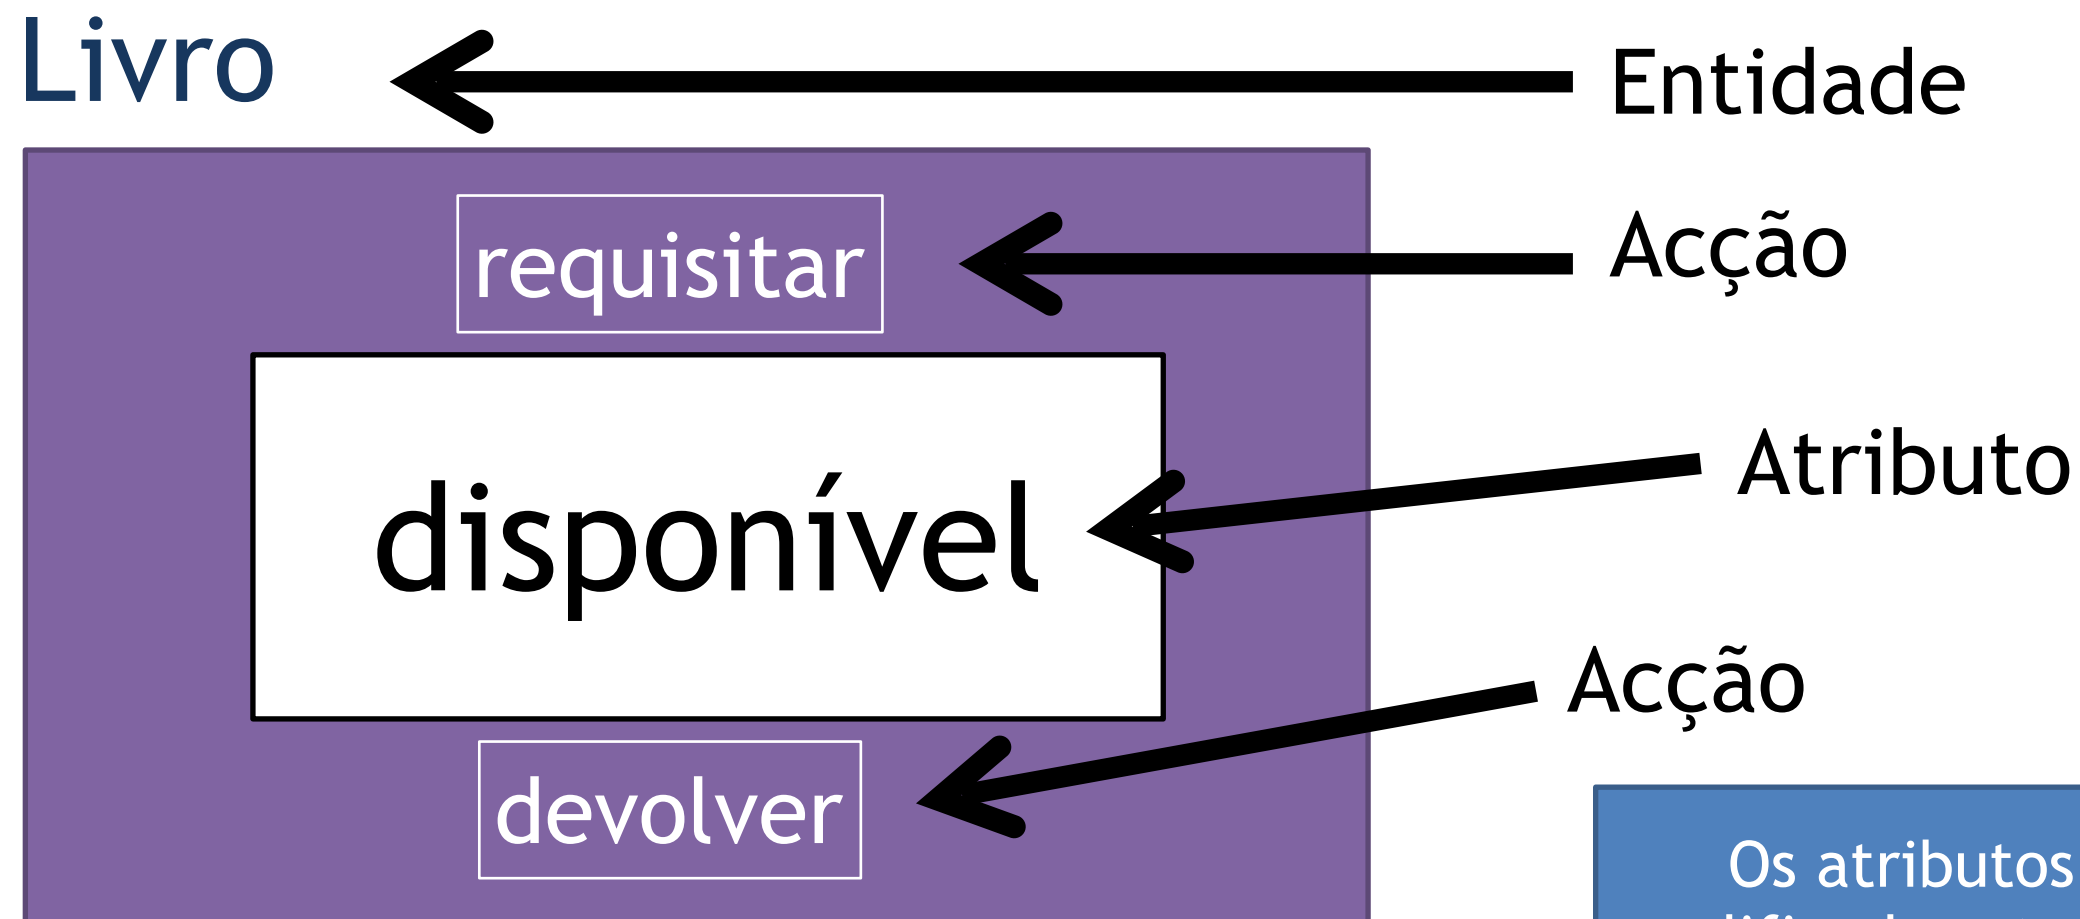 Livro
Entidade
requisitar
Acção
disponível
Atributo
Acção
devolver
Os atributos